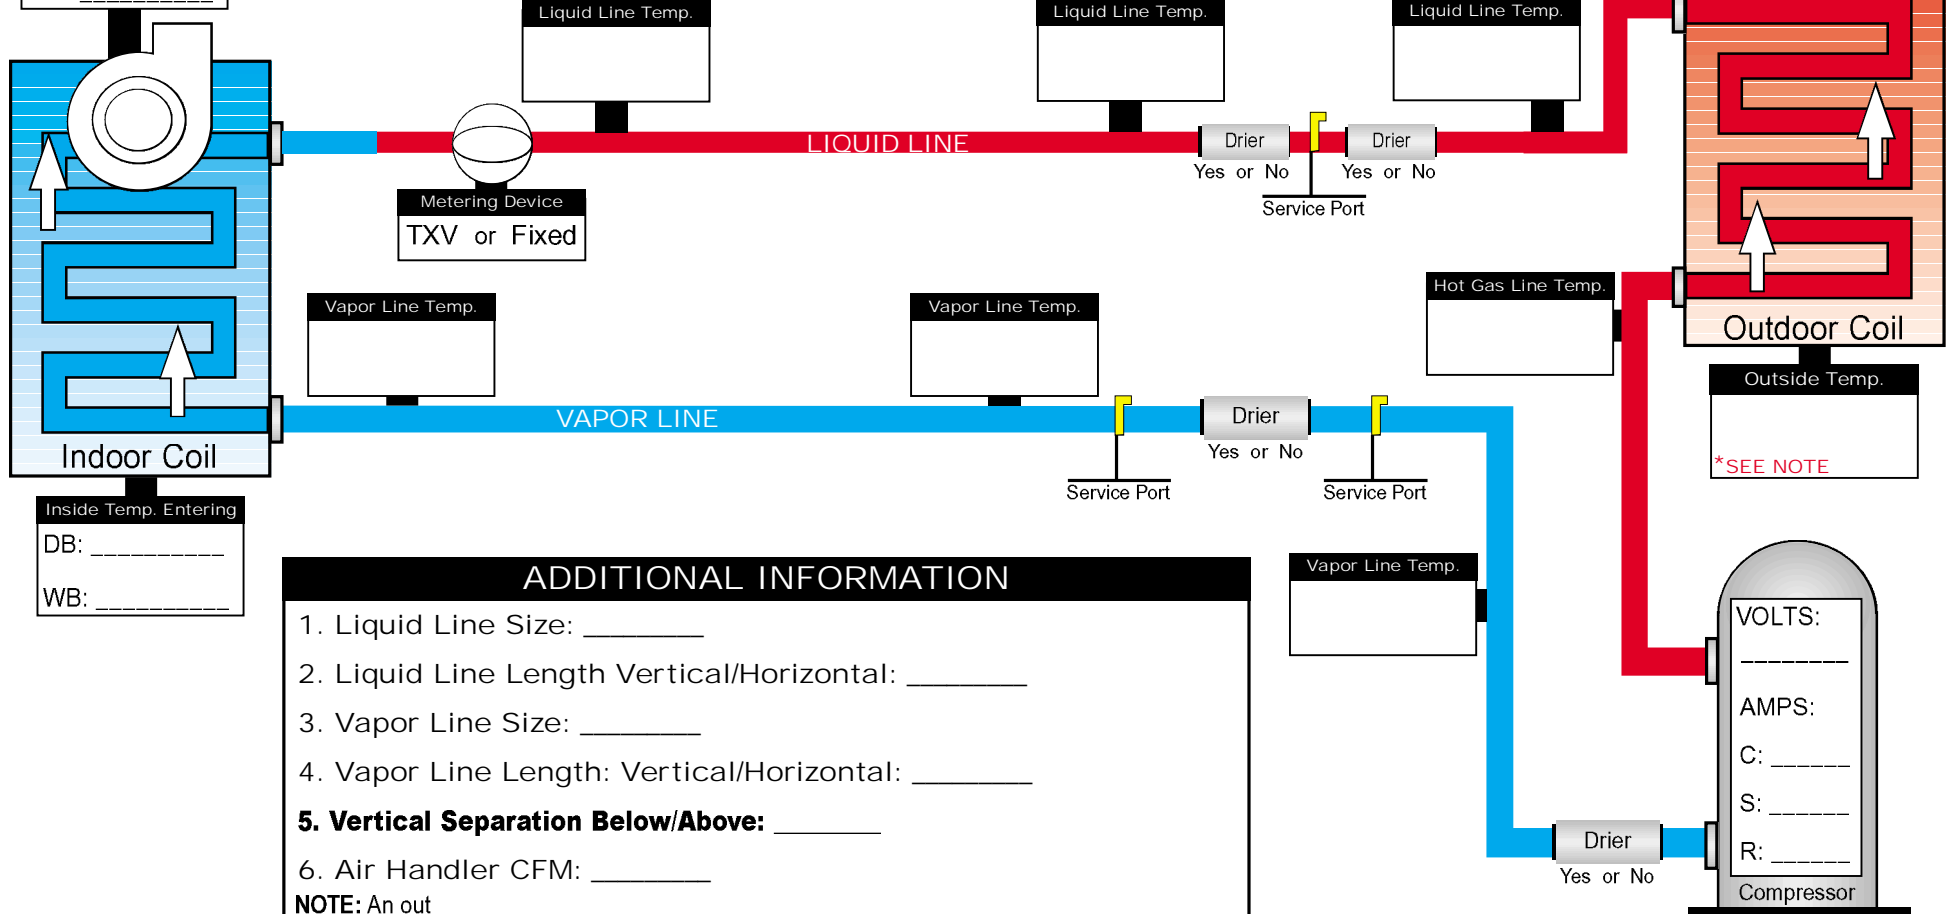 Liquid Line Temp.
Liquid Line Temp.
Liquid Line Temp.
LIQUID LINE
Drier
Yes or No
Drier
Yes or No
Service Port
Metering Device
TXV or Fixed
Vapor Line Temp.
Vapor Line Temp.
Hot Gas Line Temp.
Outdoor Coil
Outside Temp.
*SEE NOTE
VAPOR LINE
Drier
Yes or No
Service Port
Service Port
Indoor Coil
Inside Temp. Entering
DB: __________
WB: __________
Vapor Line Temp.
ADDITIONAL INFORMATION
1. Liquid Line Size: _________
2. Liquid Line Length Vertical/Horizontal: _________
3. Vapor Line Size: _________
4. Vapor Line Length: Vertical/Horizontal: _________
5. Vertical Separation Below/Above: ________
6. Air Handler CFM: _________
NOTE: An out
VOLTS:
________
AMPS:
C: ______
S: ______
R: ______
Compressor
Drier
Yes or No